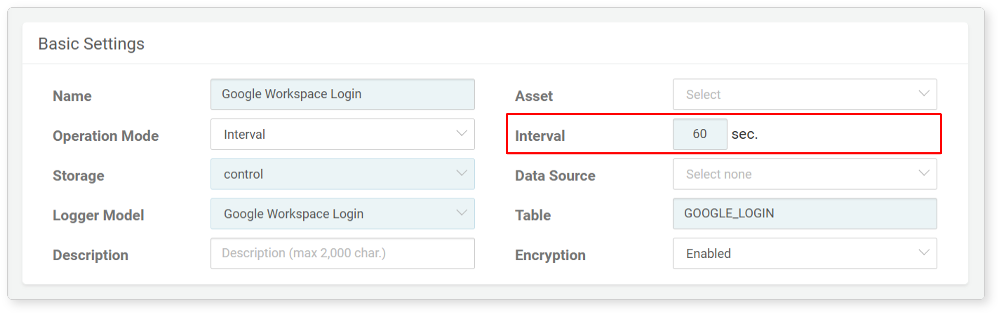 Basic Settings
Name Google Workspace Login Asset Select
Operation Mode Interval Interval 60 sec.
Storage control Data Source Select none
Logger Model Google Workspace Login Table GOOGLE_LOGIN
Description Description (max 2,000 char.) Encryption Enabled